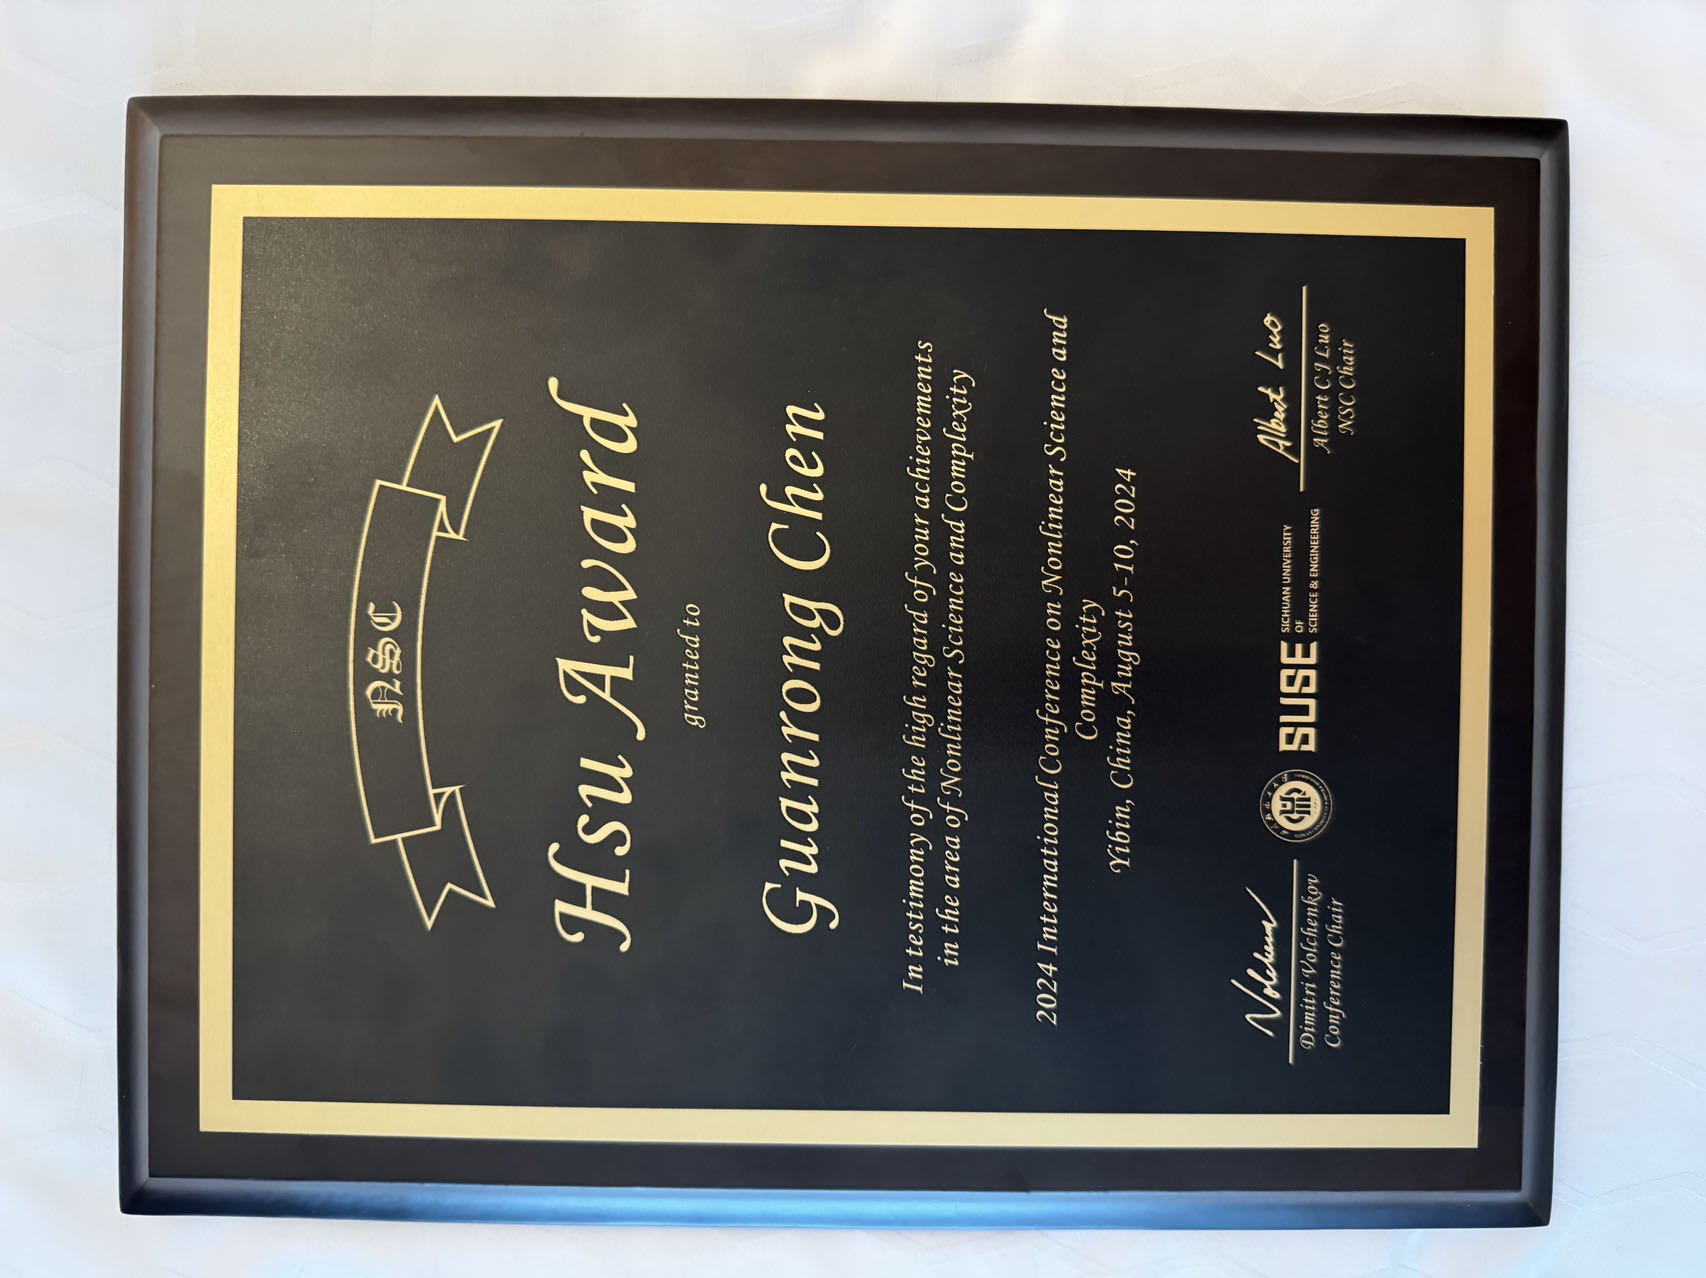 NSC
Hsu Award
granted to
Guanrong Chen
In testimony of the high regard of your achievements
in the area of Nonlinear Science and Complexity
2024 International Conference on Nonlinear Science and
Complexity
Yibin, China, August 5-10, 2024
Volchenkov
Dimitri Volchenkov
Conference Chair
SUSE
SICHUAN UNIVERSITY
OF
SCIENCE & ENGINEERING
Albert Luo
Albert C J Luo
NSC Chair